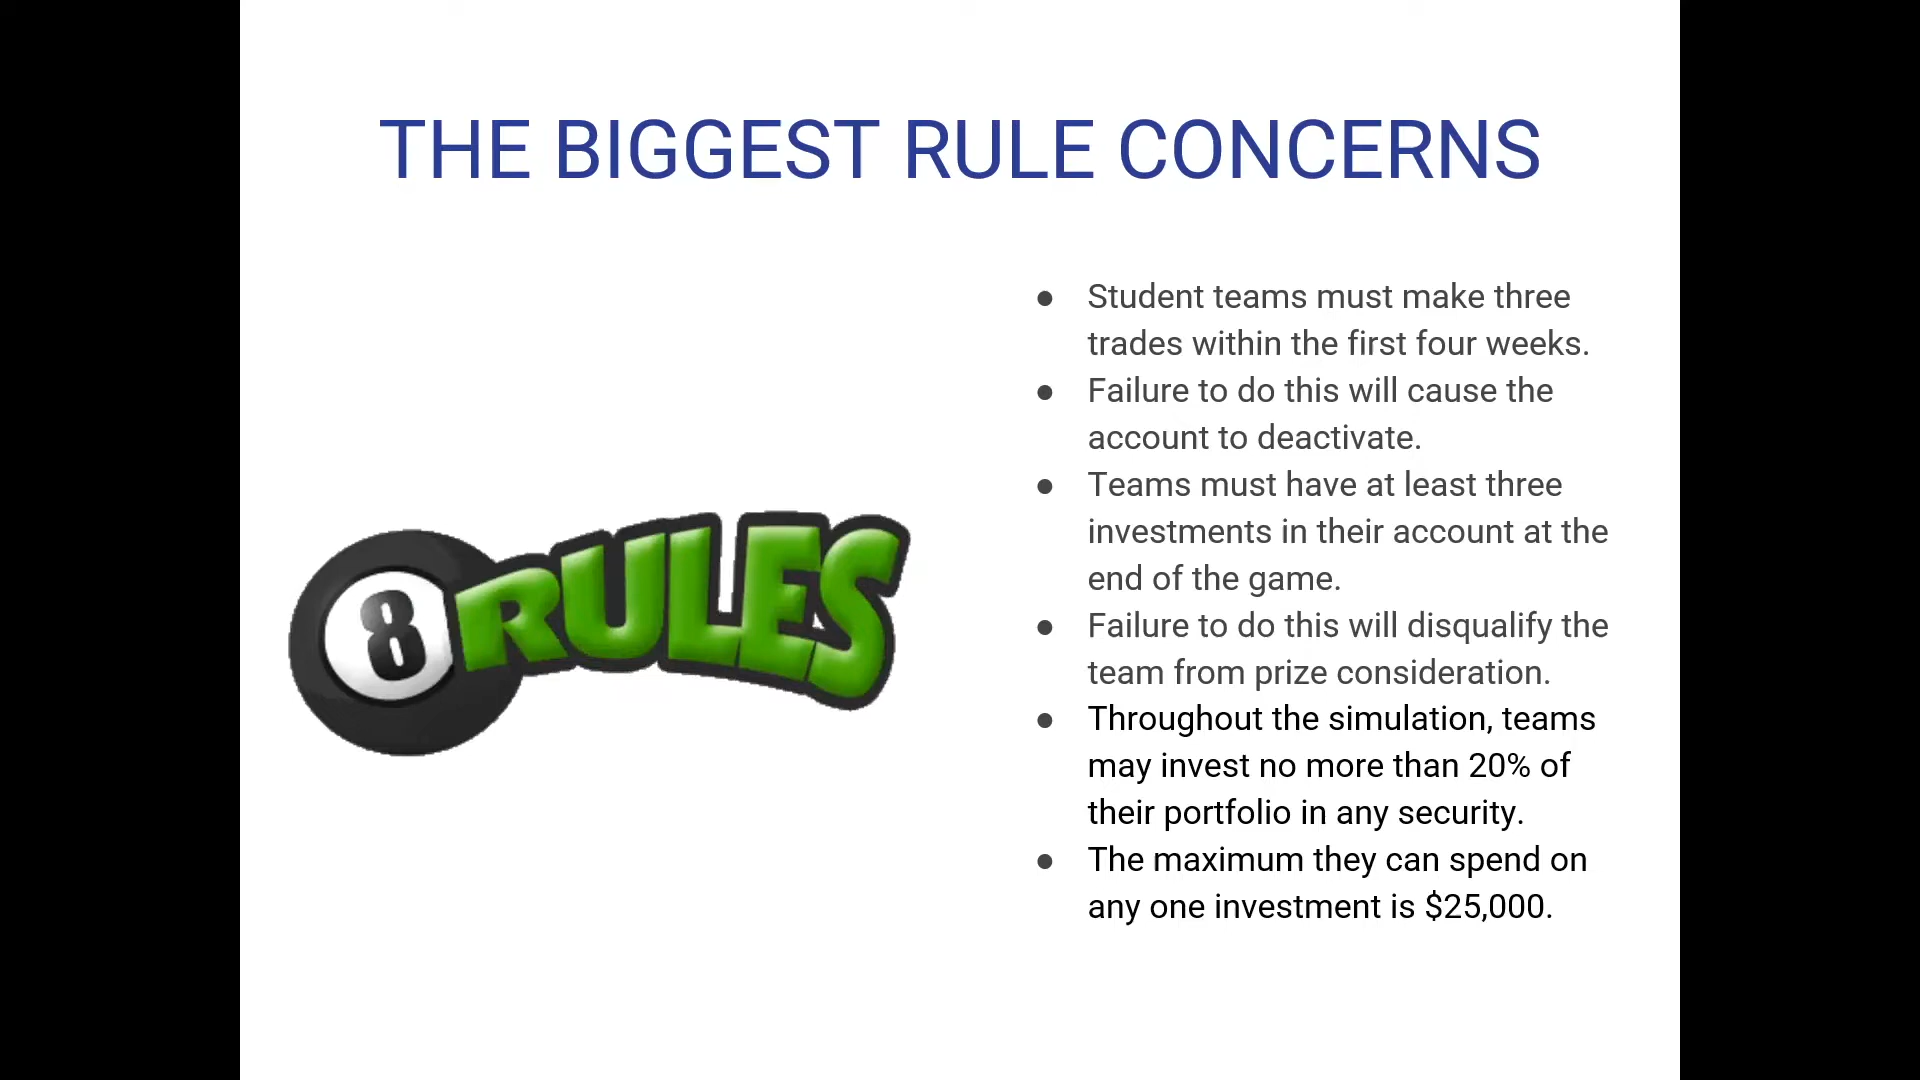 THE BIGGEST RULE CONCERNS
8 RULES
● Student teams must make three
trades within the first four weeks.
● Failure to do this will cause the
account to deactivate.
● Teams must have at least three
investments in their account at the
end of the game.
● Failure to do this will disqualify the
team from prize consideration.
● Throughout the simulation, teams
may invest no more than 20% of
their portfolio in any security.
● The maximum they can spend on
any one investment is $25,000.